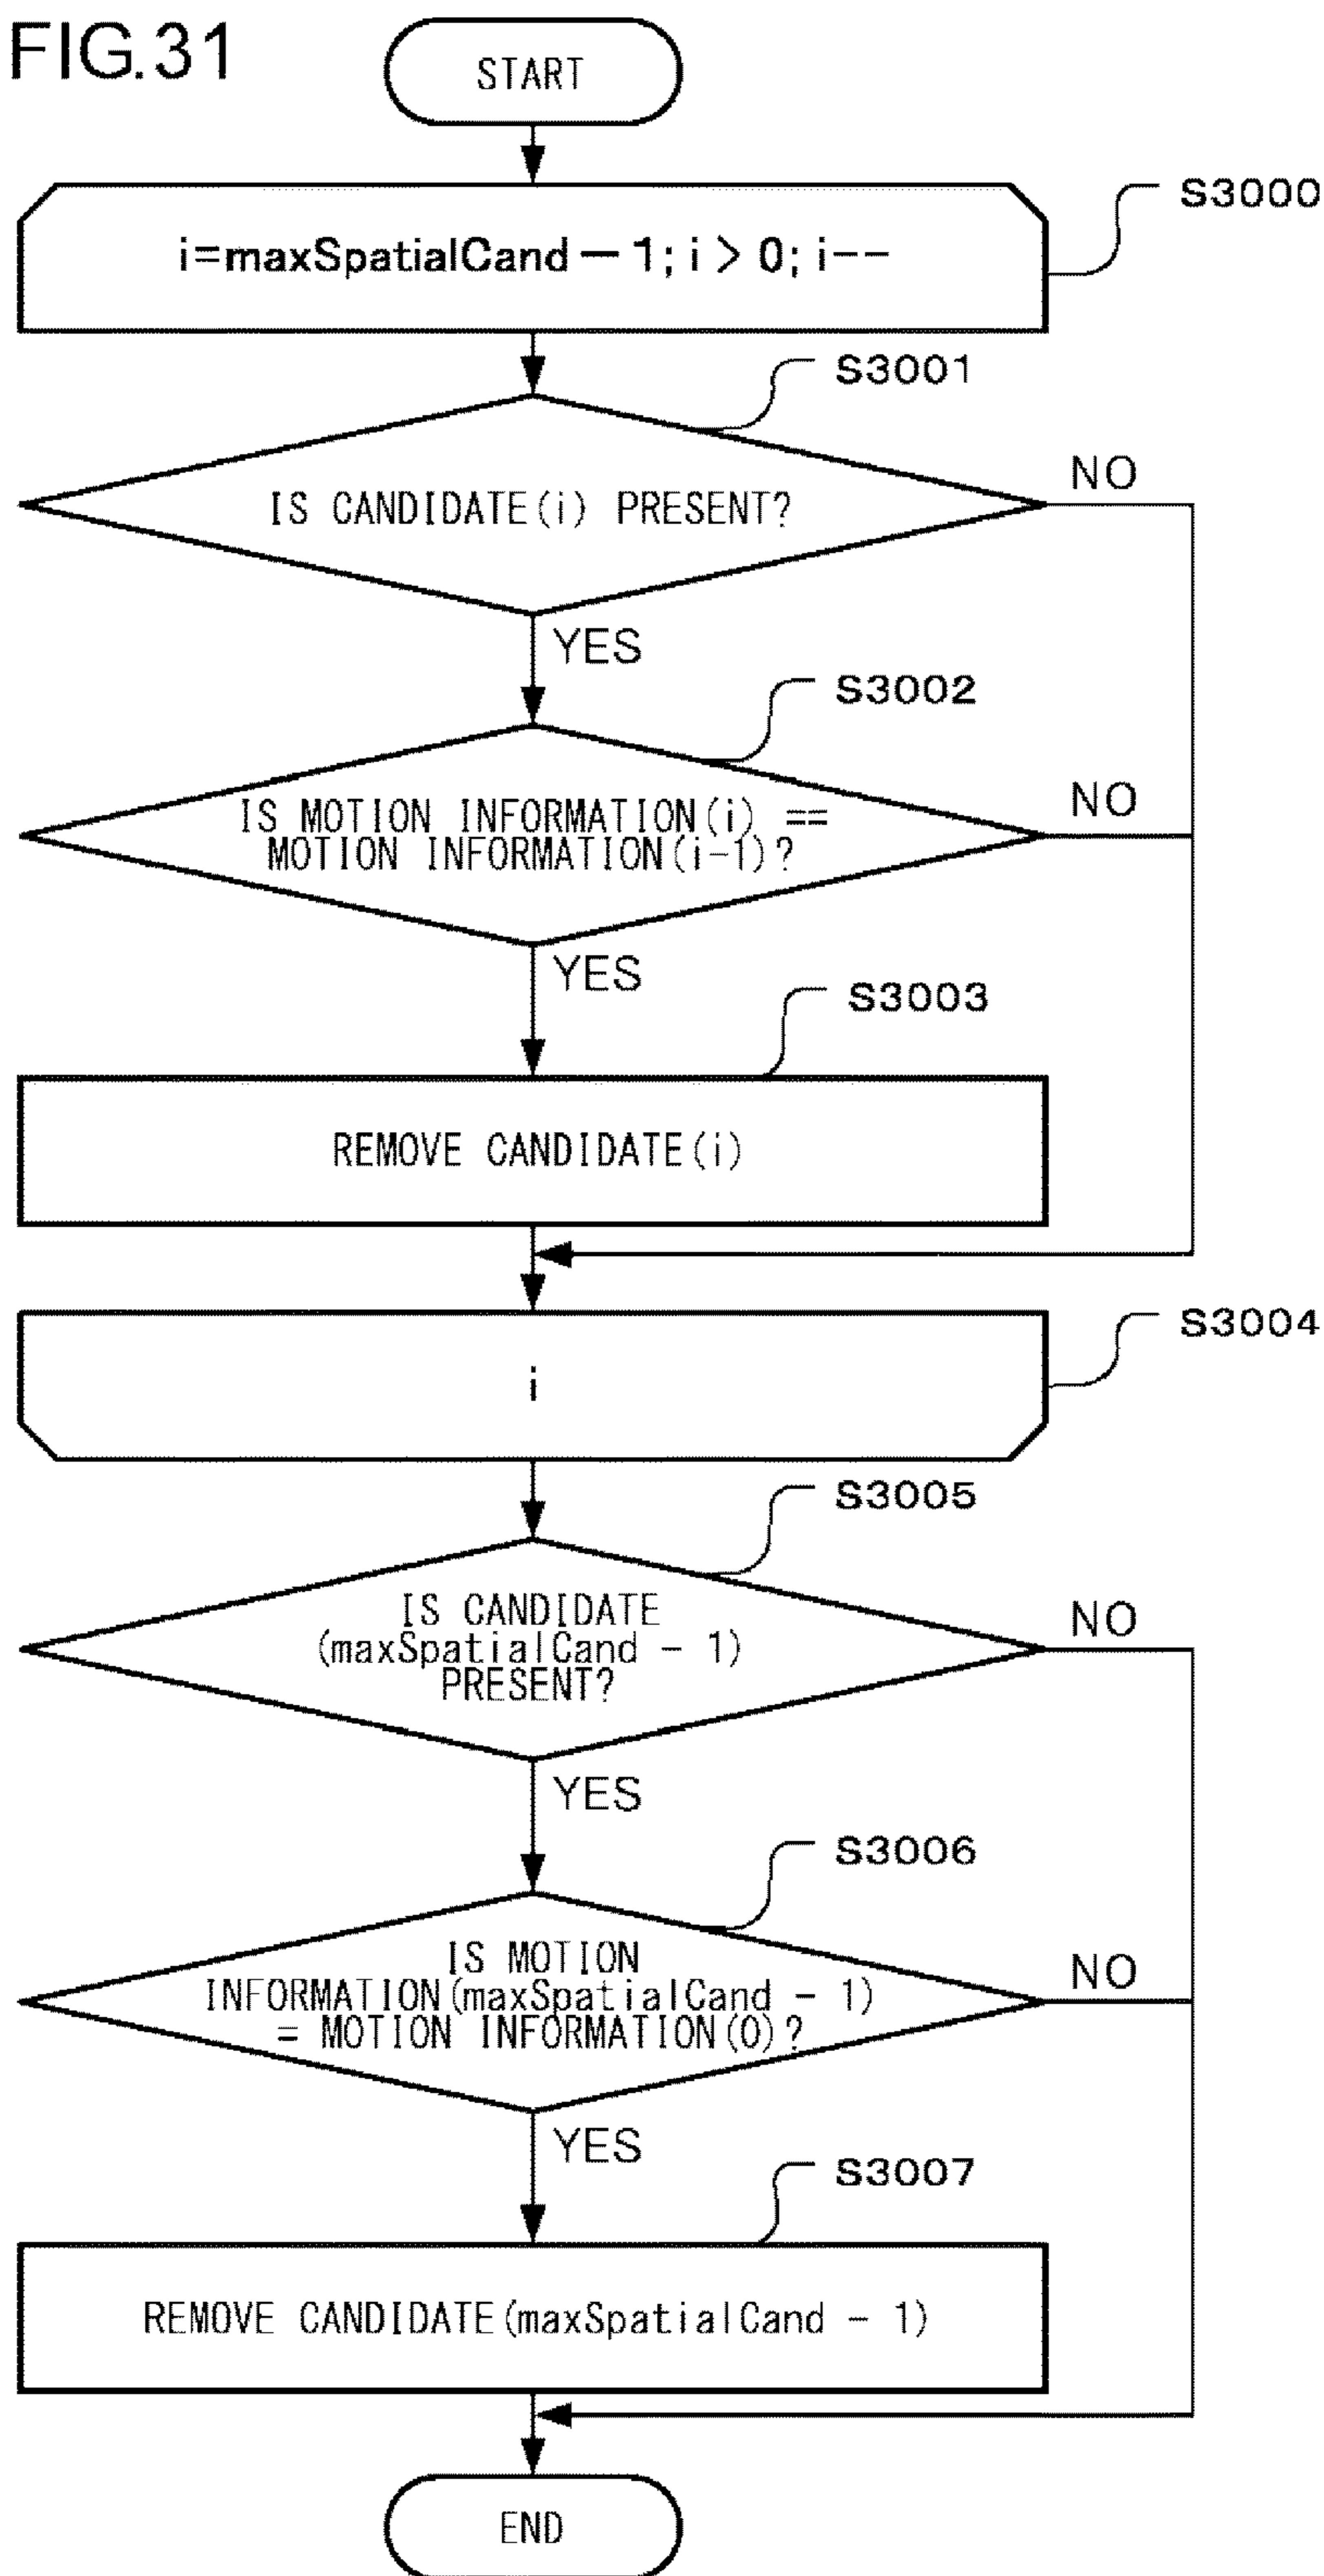 FIG.31
START
S3000
i=maxSpatialCand − 1; i > 0; i--
S3001
NO
IS CANDIDATE(i) PRESENT?
YES
S3002
NO
IS MOTION INFORMATION(i) ==
MOTION INFORMATION(i-1)?
YES
S3003
REMOVE CANDIDATE(i)
S3004
i
S3005
IS CANDIDATE
NO
(maxSpatialCand - 1)
PRESENT?
YES
S3006
IS MOTION
NO
INFORMATION(maxSpatialCand - 1)
= MOTION INFORMATION(0)?
YES
S3007
REMOVE CANDIDATE(maxSpatialCand - 1)
END